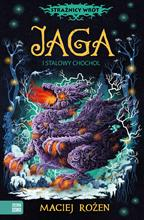 STRAŻNICY WRÓT
JAGA
I STALOWY CHOCHOŁ
MACIEJ ROŻEN